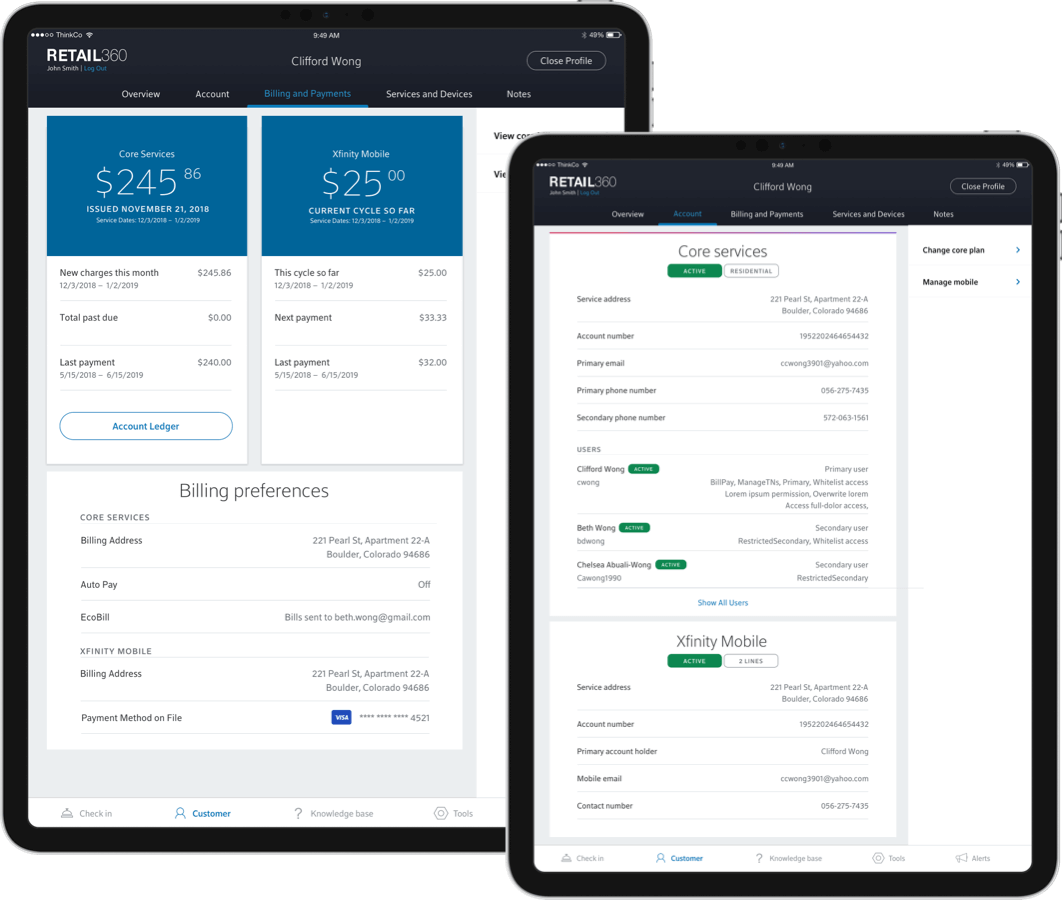 ThinkCo
9:49 AM
49%
RETAIL360
John Smith | Log Out
Clifford Wong
Close Profile
Overview
Account
Billing and Payments
Services and Devices
Notes
Core Services
$245 86
ISSUED NOVEMBER 21, 2018
Service Dates: 12/3/2018 – 1/2/2019
New charges this month
$245.86
12/3/2018 – 1/2/2019
Total past due
$0.00
Last payment
$240.00
5/15/2018 – 6/15/2019
Account Ledger
Xfinity Mobile
$25 00
CURRENT CYCLE SO FAR
Service Dates: 12/3/2018 – 1/2/2019
This cycle so far
$25.00
12/3/2018 – 1/2/2019
Next payment
$33.33
Last payment
$32.00
5/15/2018 – 6/15/2019
View
Billing preferences
CORE SERVICES
Billing Address
221 Pearl St, Apartment 22-A
Boulder, Colorado 94686
Auto Pay
Off
EcoBill
Bills sent to beth.wong@gmail.com
XFINITY MOBILE
Billing Address
221 Pearl St, Apartment 22-A
Boulder, Colorado 94686
Payment Method on File
VISA
**** **** **** 4521
Check in
Customer
? Knowledge base
Tools
ThinkCo
9:49 AM
49%
RETAIL360
John Smith | Log Out
Clifford Wong
Close Profile
Overview
Account
Billing and Payments
Services and Devices
Notes
Core services
ACTIVE
RESIDENTIAL
Service address
221 Pearl St, Apartment 22-A
Boulder, Colorado 94686
Account number
1952202464654432
Primary email
ccwong3901@yahoo.com
Primary phone number
056-275-7435
Secondary phone number
572-063-1561
USERS
Clifford Wong
ACTIVE
Primary user
cwong
BillPay, ManageTNs, Primary, Whitelist access
Lorem ipsum permission, Overwrite lorem
Access full-dolor access,
Beth Wong
ACTIVE
Secondary user
bdwong
RestrictedSecondary, Whitelist access
Chelsea Abuali-Wong
ACTIVE
Secondary user
Cawong1990
RestrictedSecondary
Show All Users
Change core plan
Manage mobile
Xfinity Mobile
ACTIVE
2 LINES
Service address
221 Pearl St, Apartment 22-A
Boulder, Colorado 94686
Account number
1952202464654432
Primary account holder
Clifford Wong
Mobile email
ccwong3901@yahoo.com
Contact number
056-275-7435
Check in
Customer
? Knowledge base
Tools
Alerts